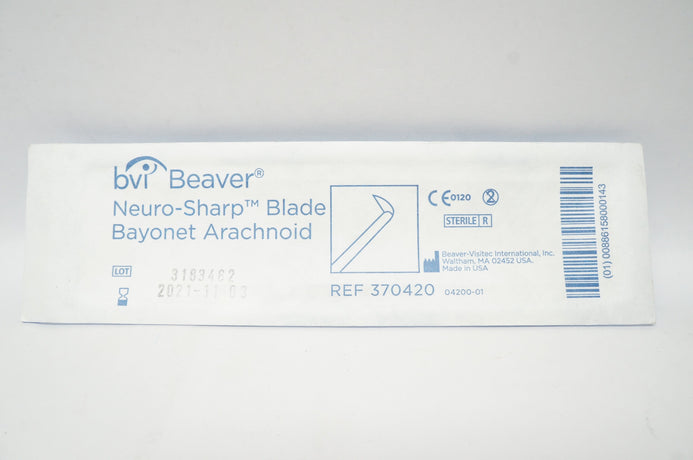 bvi Beaver®
Neuro-Sharp™ Blade
Bayonet Arachnoid
LOT 3183462
2021-11-03
REF 370420 04200-01
CE0120
2
STERILE R
Beaver-Visitec International, Inc.
Waltham, MA 02452 USA.
Made in USA
(01) 00886158000143